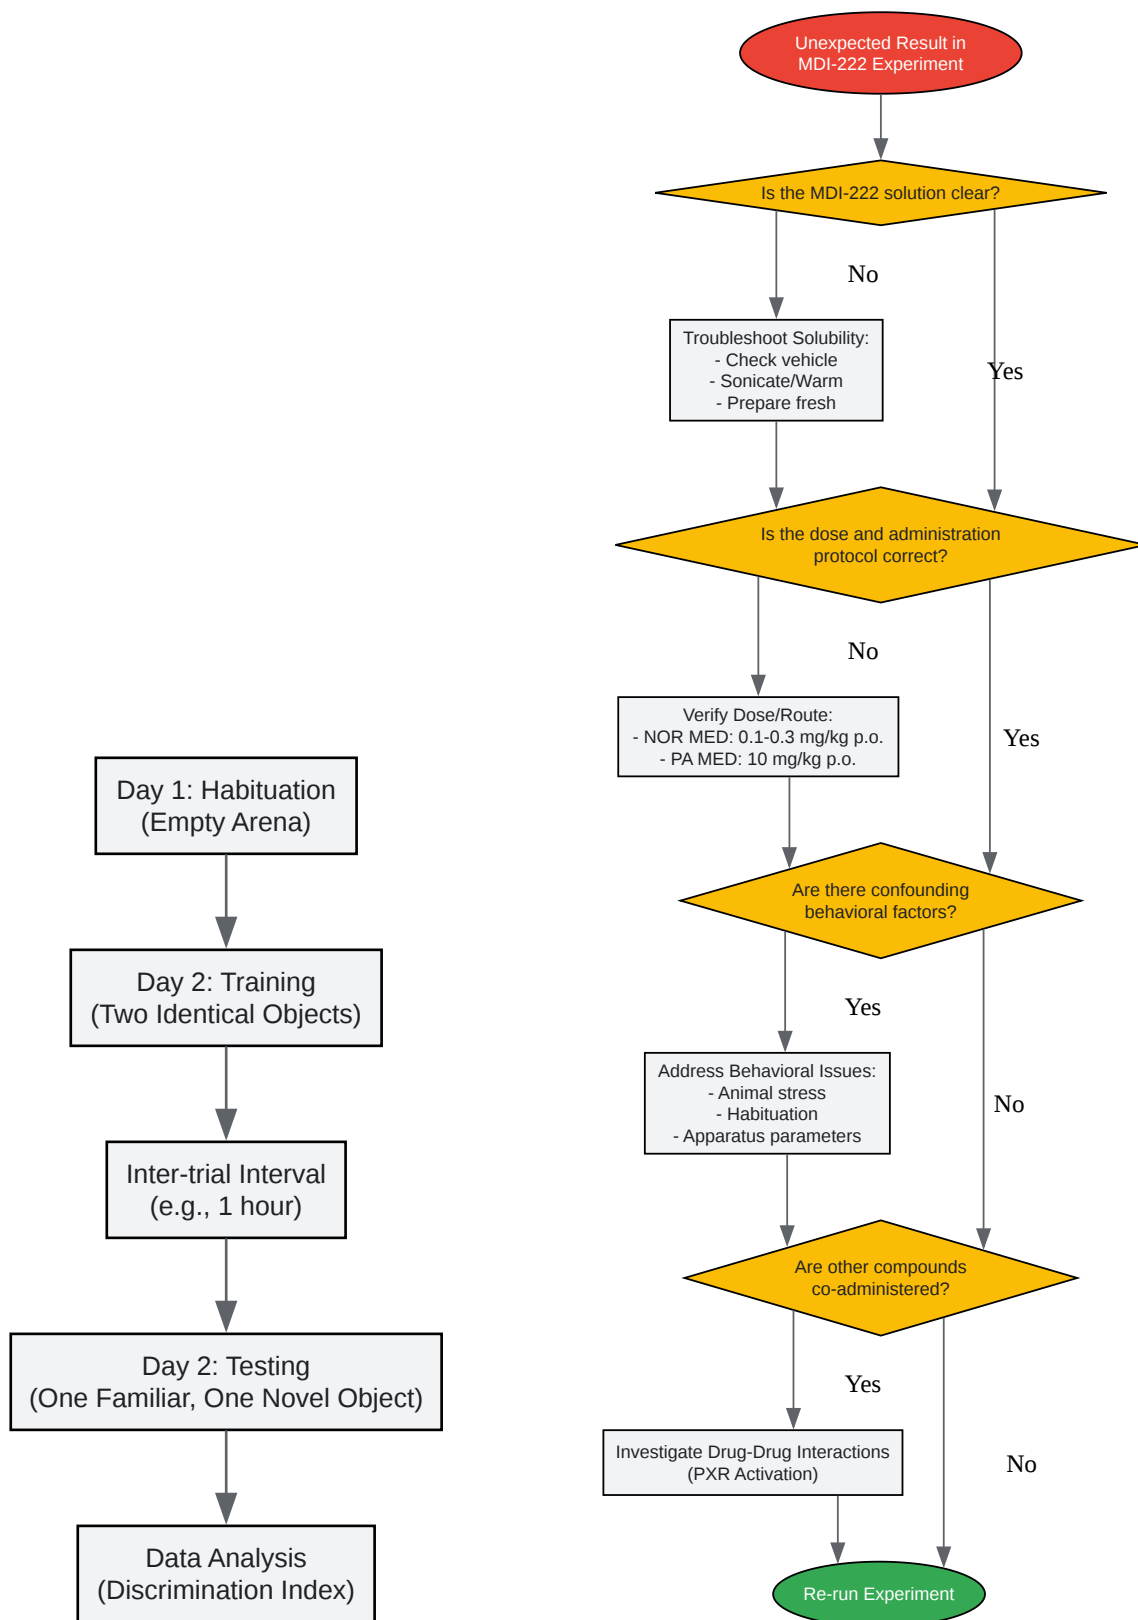 Day 1: Habituation
(Empty Arena)
Day 2: Training
(Two Identical Objects)
Inter-trial Interval
(e.g., 1 hour)
Day 2: Testing
(One Familiar, One Novel Object)
Data Analysis
(Discrimination Index)
Unexpected Result in
MDI-222 Experiment
Is the MDI-222 solution clear?
No
Troubleshoot Solubility:
- Check vehicle
- Sonicate/Warm
- Prepare fresh
Yes
Is the dose and administration
protocol correct?
No
Verify Dose/Route:
- NOR MED: 0.1-0.3 mg/kg p.o.
- PA MED: 10 mg/kg p.o.
Yes
Are there confounding
behavioral factors?
Yes
Address Behavioral Issues:
- Animal stress
- Habituation
- Apparatus parameters
No
Are other compounds
co-administered?
Yes
Investigate Drug-Drug Interactions
(PXR Activation)
No
Re-run Experiment